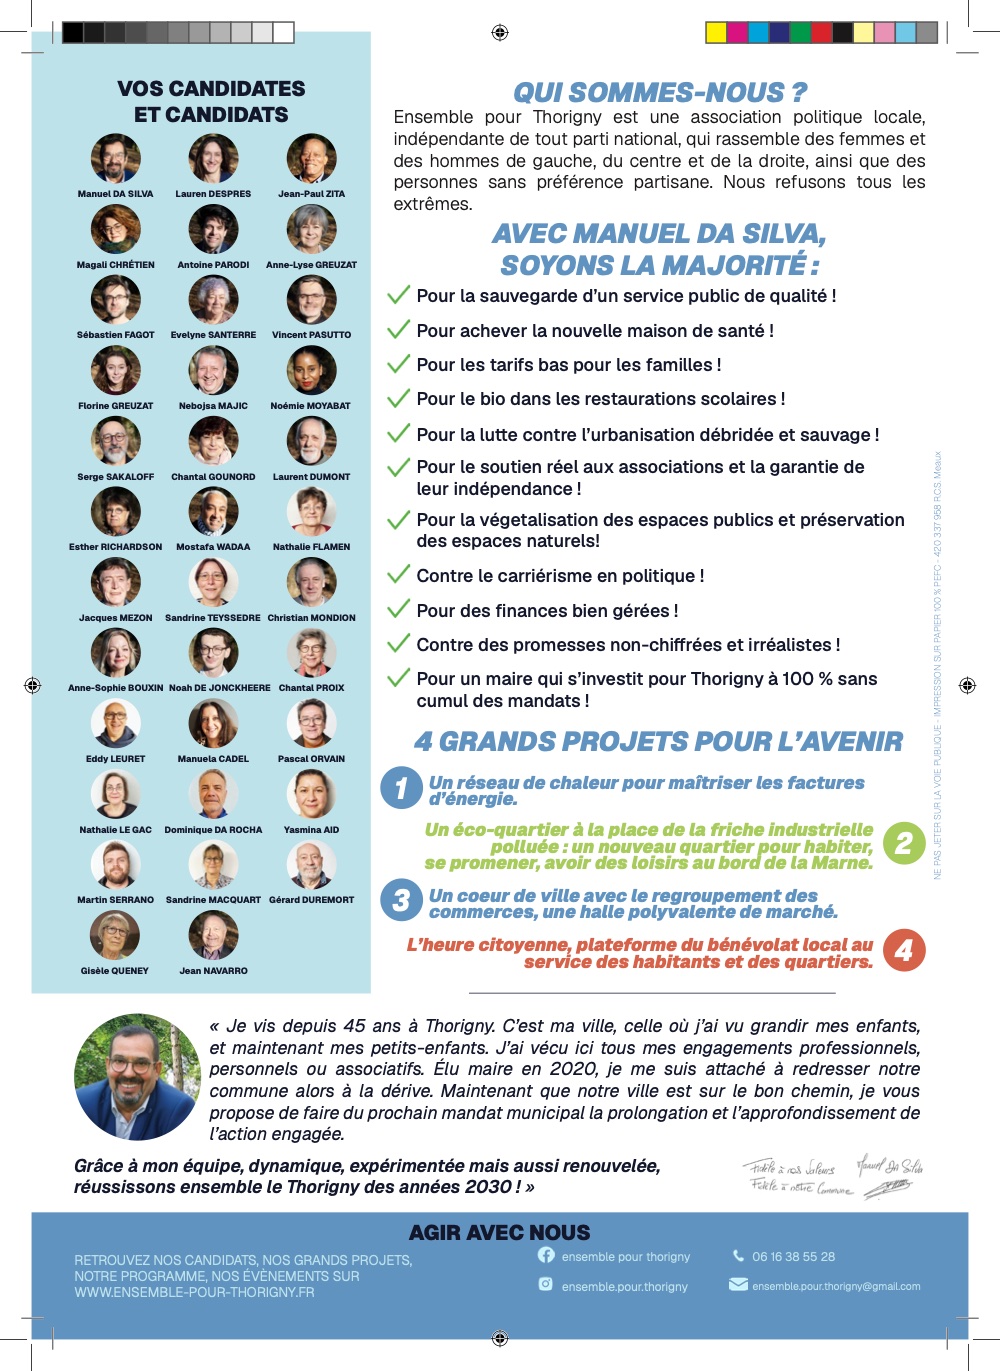 VOS CANDIDATES
ET CANDIDATS
Manuel DA SILVA Lauren DESPRES Jean-Paul ZITA
Magali CHRÉTIEN Antoine PARODI Anne-Lyse GREUZAT
Sébastien FAGOT Evelyne SANTERRE Vincent PASUTTO
Florine GREUZAT Nebojsa MAJIC Noémie MOYABAT
Serge SAKALOFF Chantal GOUNORD Laurent DUMONT
Esther RICHARDSON Mostafa WADAA Nathalie FLAMEN
Jacques MEZON Sandrine TEYSSEDRE Christian MONDION
Anne-Sophie BOUXIN Noah DE JONCKHEERE Chantal PROIX
Eddy LEURET Manuela CADEL Pascal ORVAIN
Nathalie LE GAC Dominique DA ROCHA Yasmina AID
Martin SERRANO Sandrine MACQUART Gérard DUREMORT
Gisèle QUENEY Jean NAVARRO
QUI SOMMES-NOUS ?
Ensemble pour Thorigny est une association politique locale,
indépendante de tout parti national, qui rassemble des femmes et
des hommes de gauche, du centre et de la droite, ainsi que des
personnes sans préférence partisane. Nous refusons tous les
extrêmes.
AVEC MANUEL DA SILVA,
SOYONS LA MAJORITÉ :
Pour la sauvegarde d'un service public de qualité !
Pour achever la nouvelle maison de santé !
Pour les tarifs bas pour les familles !
Pour le bio dans les restaurations scolaires !
Pour la lutte contre l'urbanisation débridée et sauvage !
Pour le soutien réel aux associations et la garantie de
leur indépendance !
Pour la végetalisation des espaces publics et préservation
des espaces naturels!
Contre le carriérisme en politique !
Pour des finances bien gérées !
Contre des promesses non-chiffrées et irréalistes !
Pour un maire qui s'investit pour Thorigny à 100 % sans
cumul des mandats !
4 GRANDS PROJETS POUR L'AVENIR
1 Un réseau de chaleur pour maîtriser les factures
d'énergie.
Un éco-quartier à la place de la friche industrielle
polluée : un nouveau quartier pour habiter, 2
se promener, avoir des loisirs au bord de la Marne.
3 Un coeur de ville avec le regroupement des
commerces, une halle polyvalente de marché.
L'heure citoyenne, plateforme du bénévolat local au 4
service des habitants et des quartiers.
NE PAS JETER SUR LA VOIE PUBLIQUE - IMPRESSION SUR PAPIER 100 % PEFC - 420 337 958 R.C.S. Meaux
« Je vis depuis 45 ans à Thorigny. C'est ma ville, celle où j'ai vu grandir mes enfants,
et maintenant mes petits-enfants. J'ai vécu ici tous mes engagements professionnels,
personnels ou associatifs. Élu maire en 2020, je me suis attaché à redresser notre
commune alors à la dérive. Maintenant que notre ville est sur le bon chemin, je vous
propose de faire du prochain mandat municipal la prolongation et l'approfondissement de
l'action engagée.
Grâce à mon équipe, dynamique, expérimentée mais aussi renouvelée,
réussissons ensemble le Thorigny des années 2030 ! »
Fidèle à nos valeurs Manuel DA Silva
Fidèle à notre Commune
AGIR AVEC NOUS
RETROUVEZ NOS CANDIDATS, NOS GRANDS PROJETS,
NOTRE PROGRAMME, NOS ÉVÈNEMENTS SUR
WWW.ENSEMBLE-POUR-THORIGNY.FR
ensemble pour thorigny 06 16 38 55 28
ensemble.pour.thorigny ensemble.pour.thorigny@gmail.com